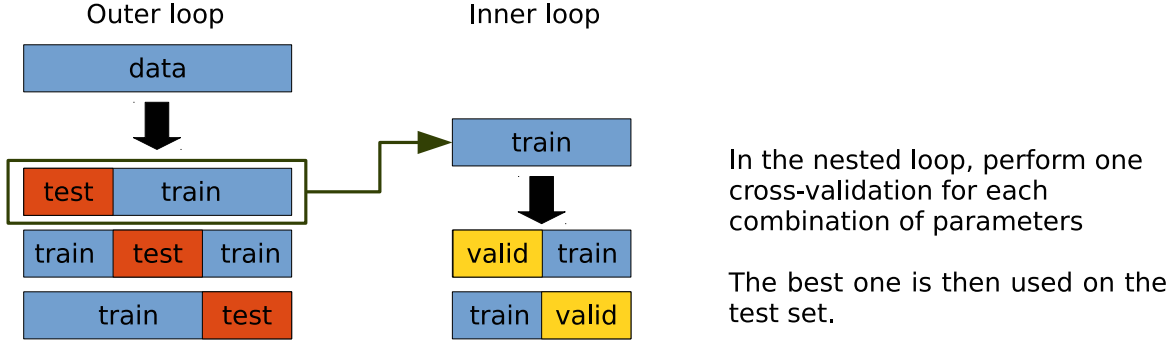 Outer loop
Inner loop
data
train
test train
train test train
train test
valid train
train valid
In the nested loop, perform one
cross-validation for each
combination of parameters
The best one is then used on the
test set.